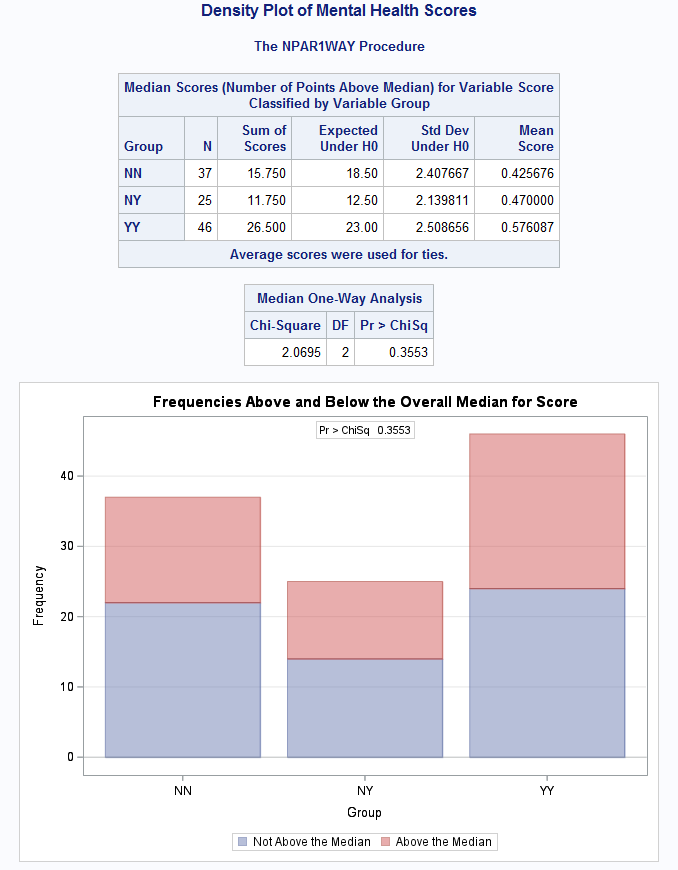 Density Plot of Mental Health Scores
The NPAR1WAY Procedure
Median Scores (Number of Points Above Median) for Variable Score
Classified by Variable Group
Group N Sum of Scores Expected Under H0 Std Dev Under H0 Mean Score
NN 37 15.750 18.50 2.407667 0.425676
NY 25 11.750 12.50 2.139811 0.470000
YY 46 26.500 23.00 2.508656 0.576087
Average scores were used for ties.
Median One-Way Analysis
Chi-Square DF Pr > ChiSq
2.0695 2 0.3553
Frequencies Above and Below the Overall Median for Score
Pr > ChiSq 0.3553
40
30
20
10
0
Frequency
NN NY YY
Group
Not Above the Median Above the Median